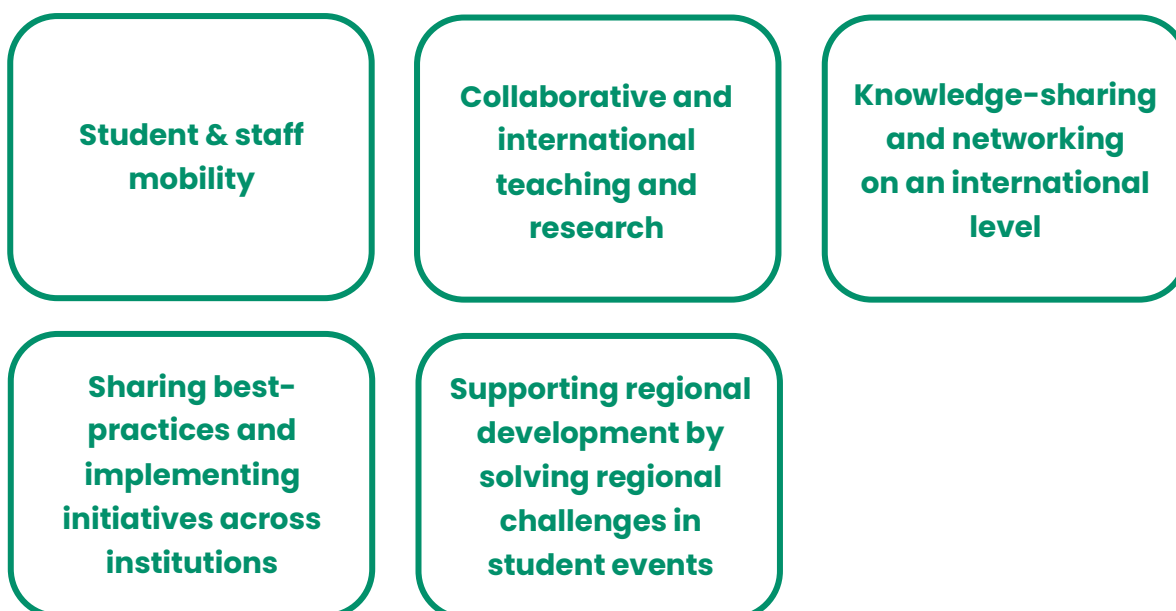 Student & staff
mobility
Collaborative and
international
teaching and
research
Knowledge-sharing
and networking
on an international
level
Sharing best-
practices and
implementing
initiatives across
institutions
Supporting regional
development by
solving regional
challenges in
student events